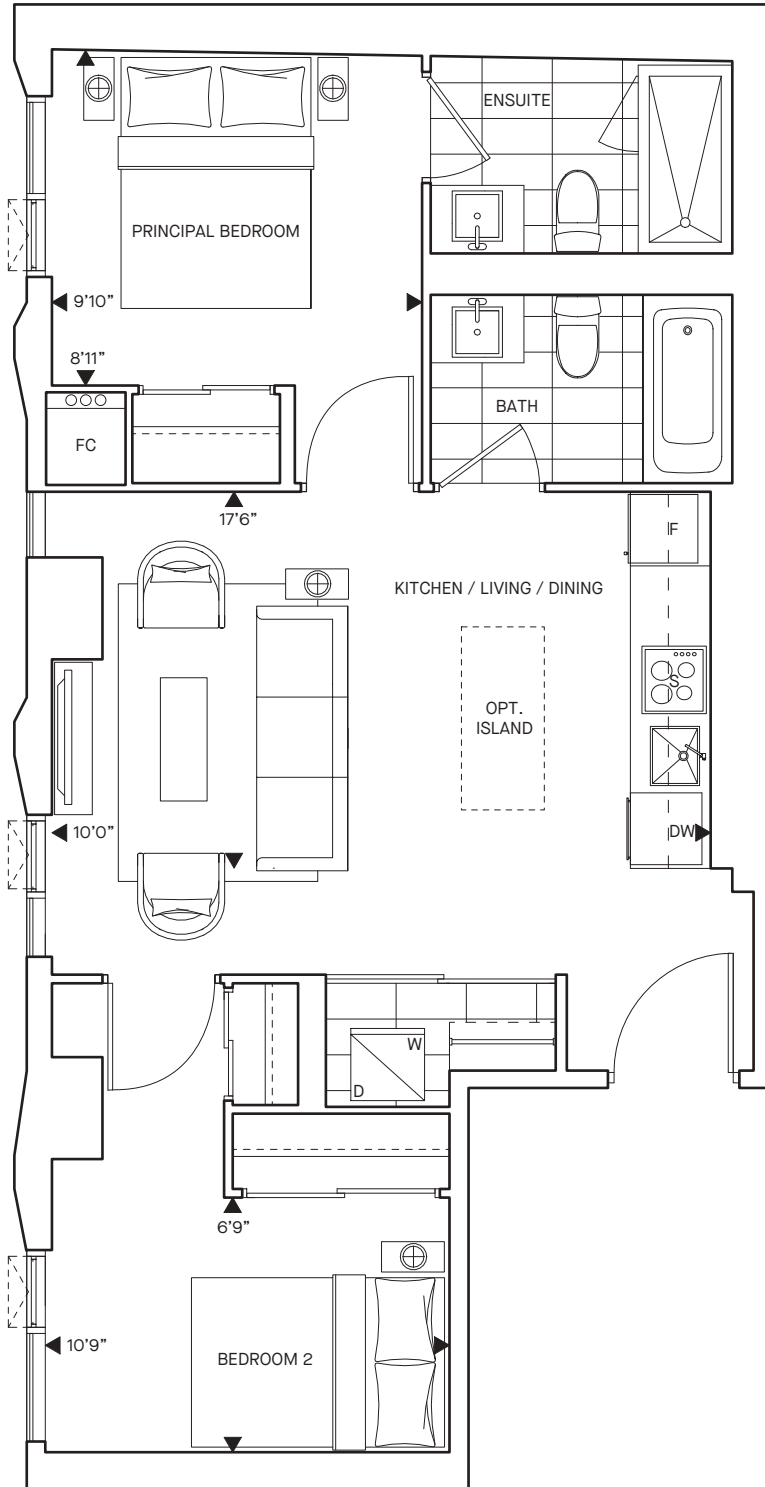 ENSUITE
PRINCIPAL BEDROOM
9’10”
8’11”
FC
BATH
17’6”
F
KITCHEN / LIVING / DINING
S
OPT.
ISLAND
10’0”
DW
W
D
6’9”
10’9”
BEDROOM 2